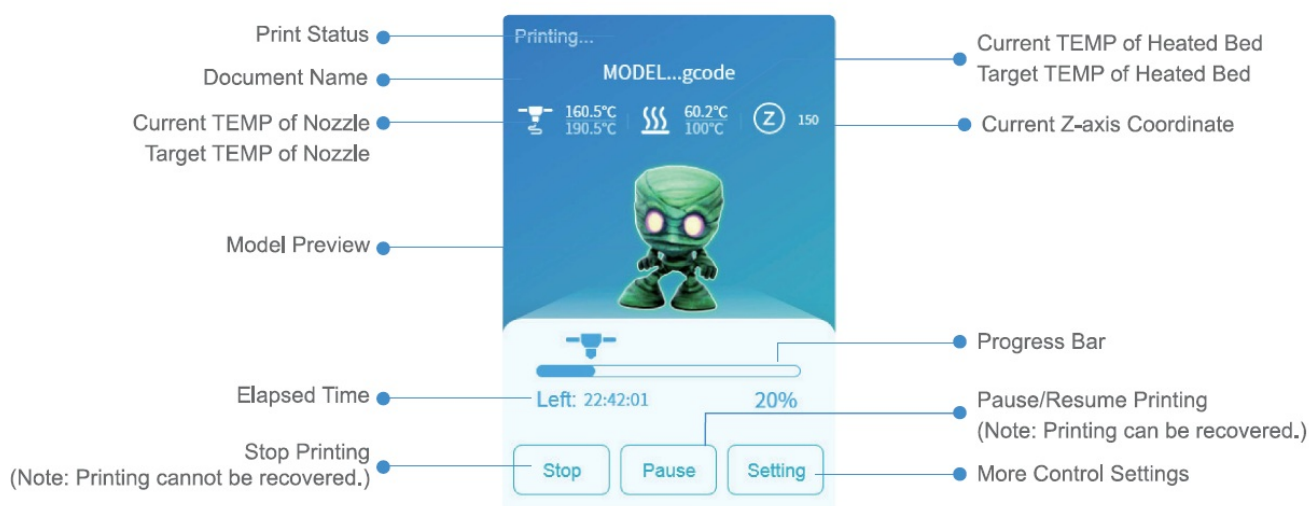 Print Status
Document Name
Current TEMP of Nozzle
Target TEMP of Nozzle
Model Preview
Elapsed Time
Stop Printing
(Note: Printing cannot be recovered.)
Printing...
MODEL...gcode
160.5°C
190.5°C
60.2°C
100°C
Z 150
Left: 22:42:01 20%
Stop Pause Setting
Current TEMP of Heated Bed
Target TEMP of Heated Bed
Current Z-axis Coordinate
Progress Bar
Pause/Resume Printing
(Note: Printing can be recovered.)
More Control Settings